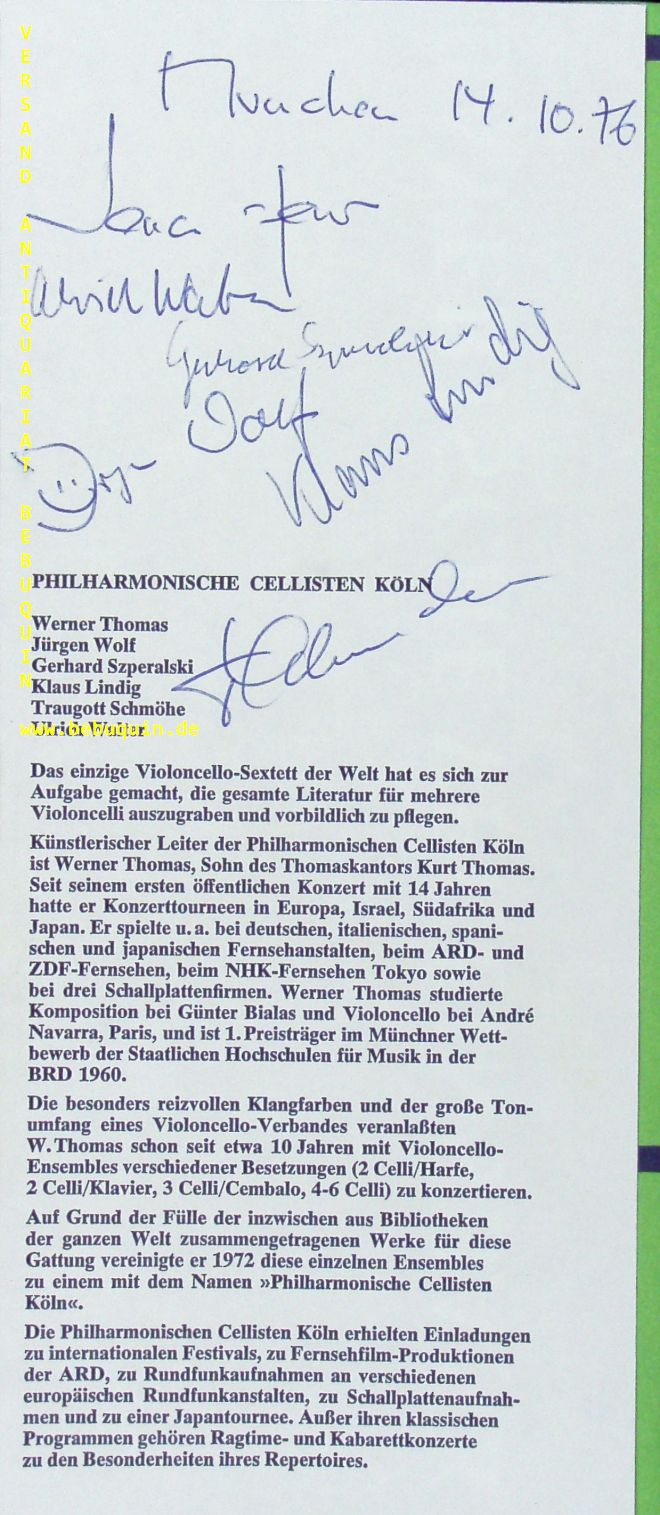 VERSAND ANTIQUARIAT BEBUQUIN
www.bebuquin.de
Muenchen 14.10.76
Ulrich
Gerhard Szperalski
Wolf
Klaus Lindig
PHILHARMONISCHE CELLISTEN KÖLN
Werner Thomas
Jürgen Wolf
Gerhard Szperalski
Klaus Lindig
Traugott Schmöhe
Ulrich
Das einzige Violoncello-Sextett der Welt hat es sich zur
Aufgabe gemacht, die gesamte Literatur für mehrere
Violoncelli auszugraben und vorbildlich zu pflegen.
Künstlerischer Leiter der Philharmonischen Cellisten Köln
ist Werner Thomas, Sohn des Thomaskantors Kurt Thomas.
Seit seinem ersten öffentlichen Konzert mit 14 Jahren
hatte er Konzerttourneen in Europa, Israel, Südafrika und
Japan. Er spielte u. a. bei deutschen, italienischen, spani-
schen und japanischen Fernsehanstalten, beim ARD- und
ZDF-Fernsehen, beim NHK-Fernsehen Tokyo sowie
bei drei Schallplattenfirmen. Werner Thomas studierte
Komposition bei Günter Bialas und Violoncello bei André
Navarra, Paris, und ist 1. Preisträger im Münchner Wett-
bewerb der Staatlichen Hochschulen für Musik in der
BRD 1960.
Die besonders reizvollen Klangfarben und der große Ton-
umfang eines Violoncello-Verbandes veranlaßten
W. Thomas schon seit etwa 10 Jahren mit Violoncello-
Ensembles verschiedener Besetzungen (2 Celli/Harfe,
2 Celli/Klavier, 3 Celli/Cembalo, 4-6 Celli) zu konzertieren.
Auf Grund der Fülle der inzwischen aus Bibliotheken
der ganzen Welt zusammengetragenen Werke für diese
Gattung vereinigte er 1972 diese einzelnen Ensembles
zu einem mit dem Namen »Philharmonische Cellisten
Köln«.
Die Philharmonischen Cellisten Köln erhielten Einladungen
zu internationalen Festivals, zu Fernsehfilm-Produktionen
der ARD, zu Rundfunkaufnahmen an verschiedenen
europäischen Rundfunkanstalten, zu Schallplattenaufnah-
men und zu einer Japantournee. Außer ihren klassischen
Programmen gehören Ragtime- und Kabarettkonzerte
zu den Besonderheiten ihres Repertoires.